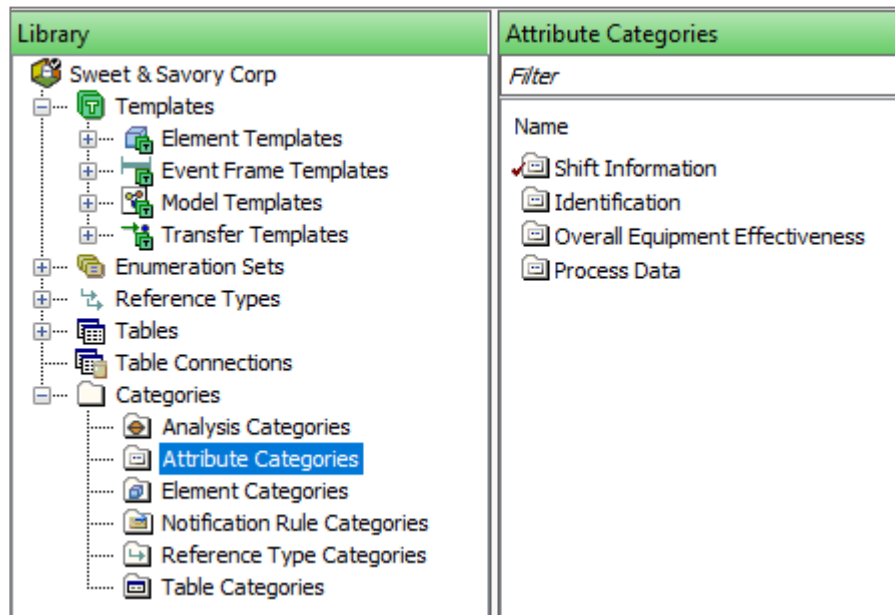 Library
Sweet & Savory Corp
Templates
Element Templates
Event Frame Templates
Model Templates
Transfer Templates
Enumeration Sets
Reference Types
Tables
Table Connections
Categories
Analysis Categories
Attribute Categories
Element Categories
Notification Rule Categories
Reference Type Categories
Table Categories
Attribute Categories
Filter
Name
Shift Information
Identification
Overall Equipment Effectiveness
Process Data